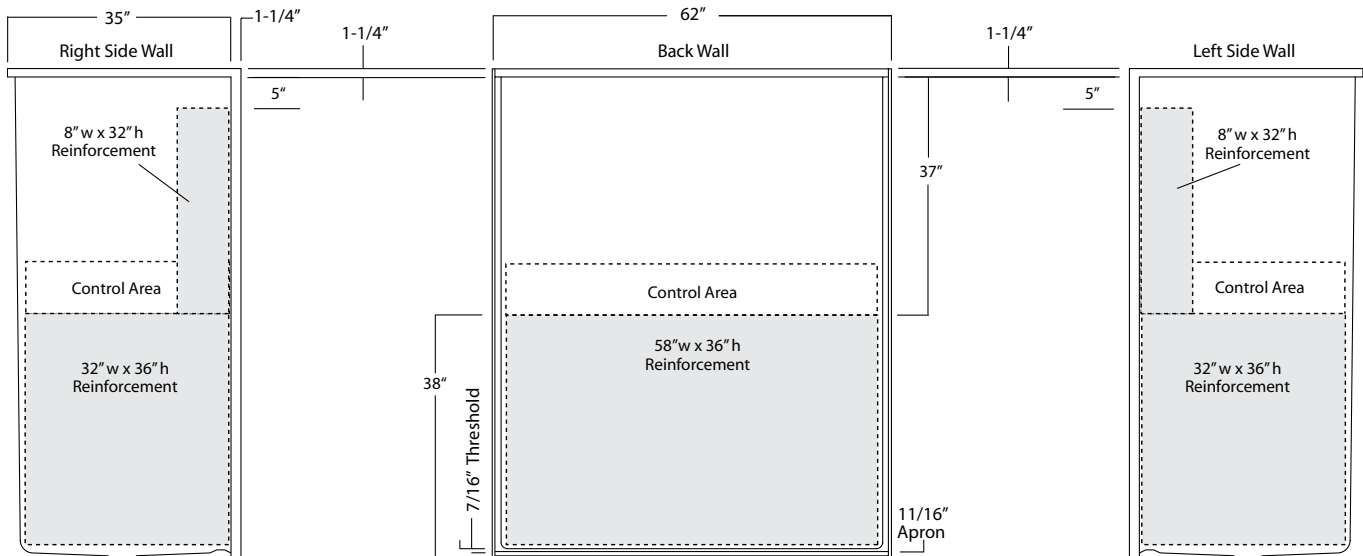 35”
1-1/4”
62”
1-1/4”
1-1/4”
Right Side Wall
Back Wall
Left Side Wall
5“
5”
8” w x 32” h
Reinforcement
8” w x 32” h
Reinforcement
37”
Control Area
Control Area
Control Area
32” w x 36” h
Reinforcement
58”w x 36” h
Reinforcement
32” w x 36” h
Reinforcement
38“
7/16” Threshold
11/16”
Apron